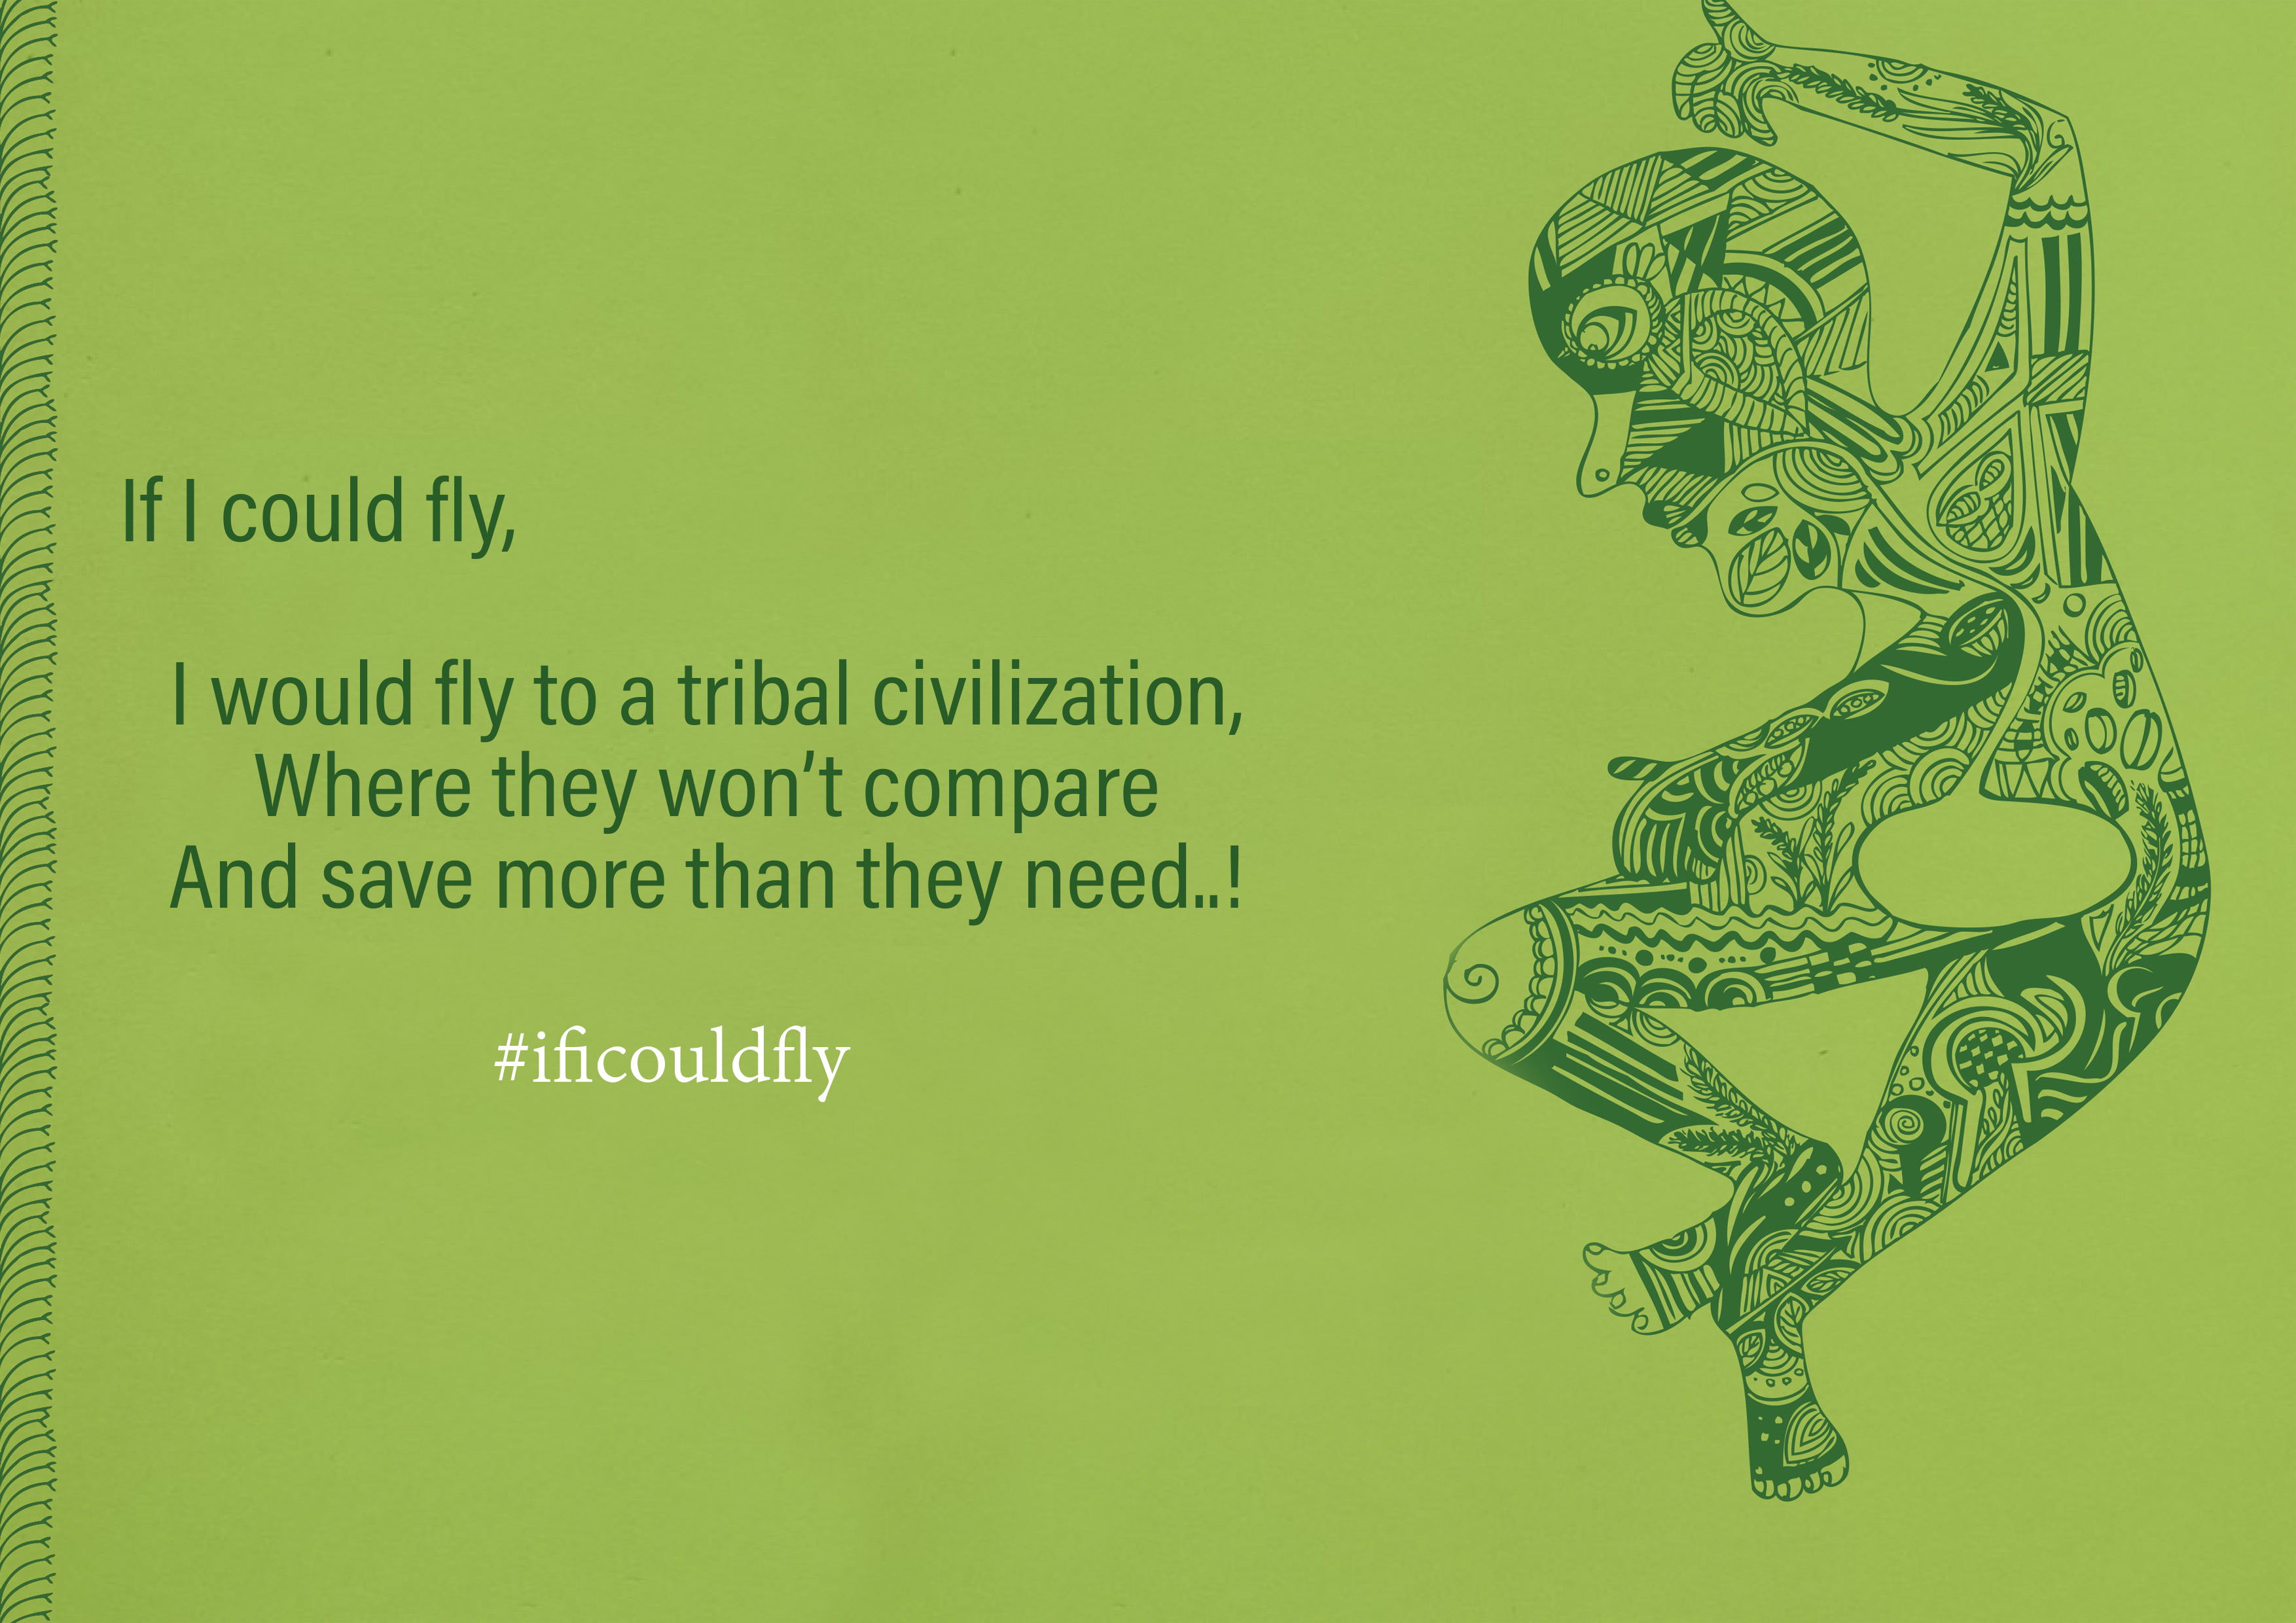 If I could fly,
I would fly to a tribal civilization,
Where they won’t compare
And save more than they need..!
#ificouldfly